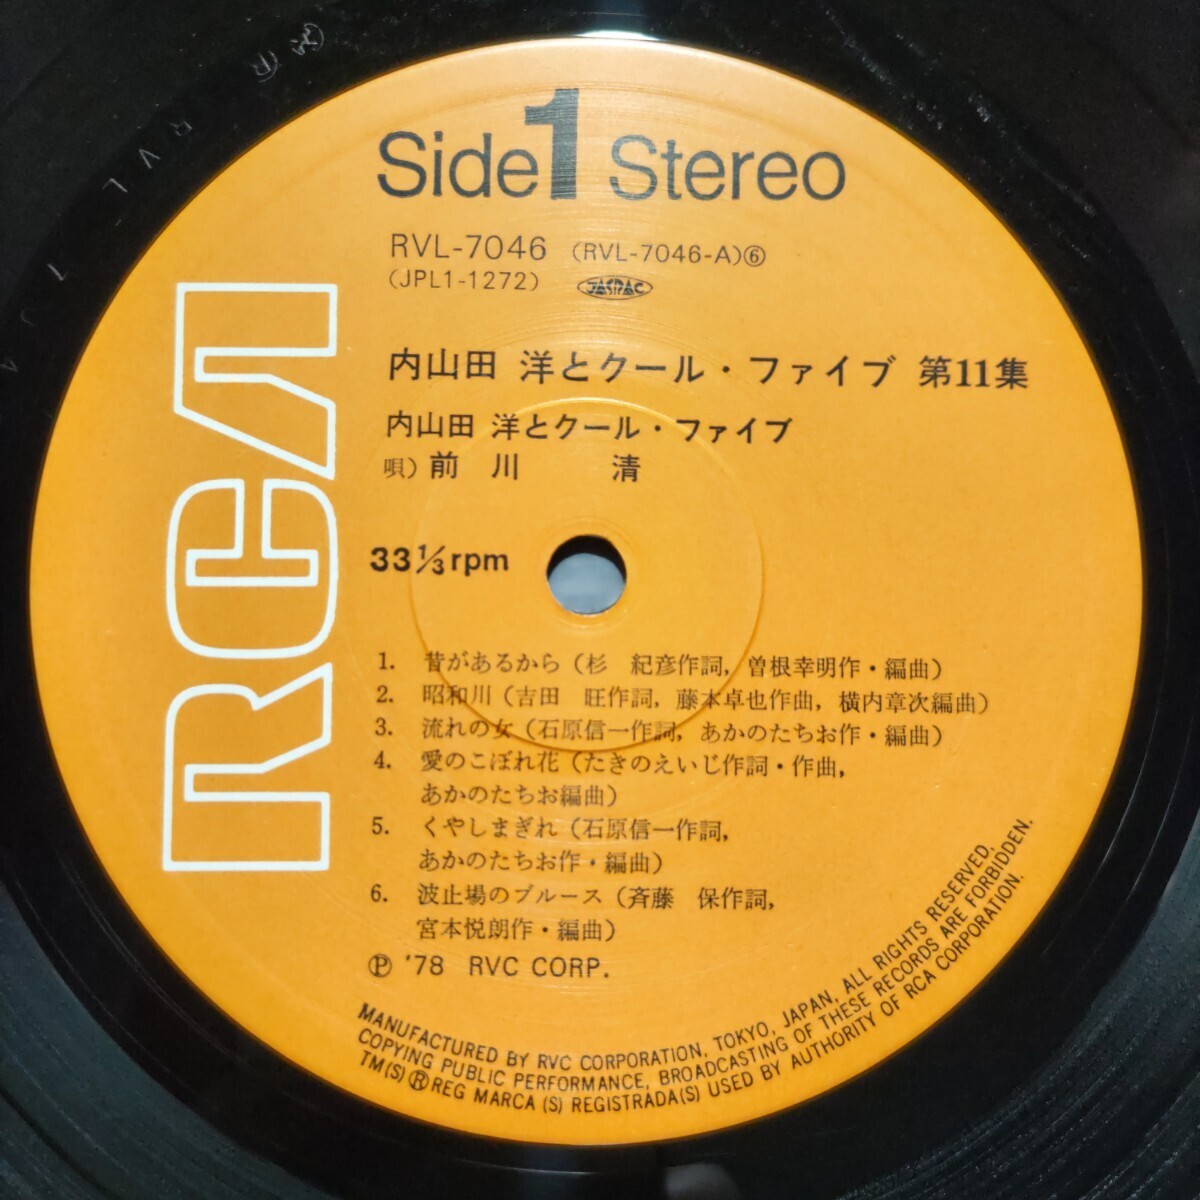 Side 1 Stereo
RVL-7046 (RVL-7046-A)⑥
(JPL1-1272) JASRAC
内山田 洋とクール・ファイブ 第11集
内山田 洋とクール・ファイブ
唄)前川 清
33 1/3 rpm
RCA
1. 昔があるから(杉 紀彦作詞, 曽根幸明作・編曲)
2. 昭和川(吉田 旺作詞, 藤本卓也作曲, 横内章次編曲)
3. 流れの女(石原信一作詞, あかのたちお作・編曲)
4. 愛のこぼれ花(たきのえいじ作詞・作曲,
あかのたちお編曲)
5. くやしまぎれ(石原信一作詞,
あかのたちお作・編曲)
6. 波止場のブルース(斉藤 保作詞,
宮本悦朗作・編曲)
Ⓟ '78 RVC CORP.
MANUFACTURED BY RVC CORPORATION, TOKYO, JAPAN, ALL RIGHTS RESERVED.
COPYING PUBLIC PERFORMANCE, BROADCASTING OF THESE RECORDS ARE FORBIDDEN.
TM(S) ® REG MARCA (S) REGISTRADA(S) USED BY AUTHORITY OF RCA CORPORATION.